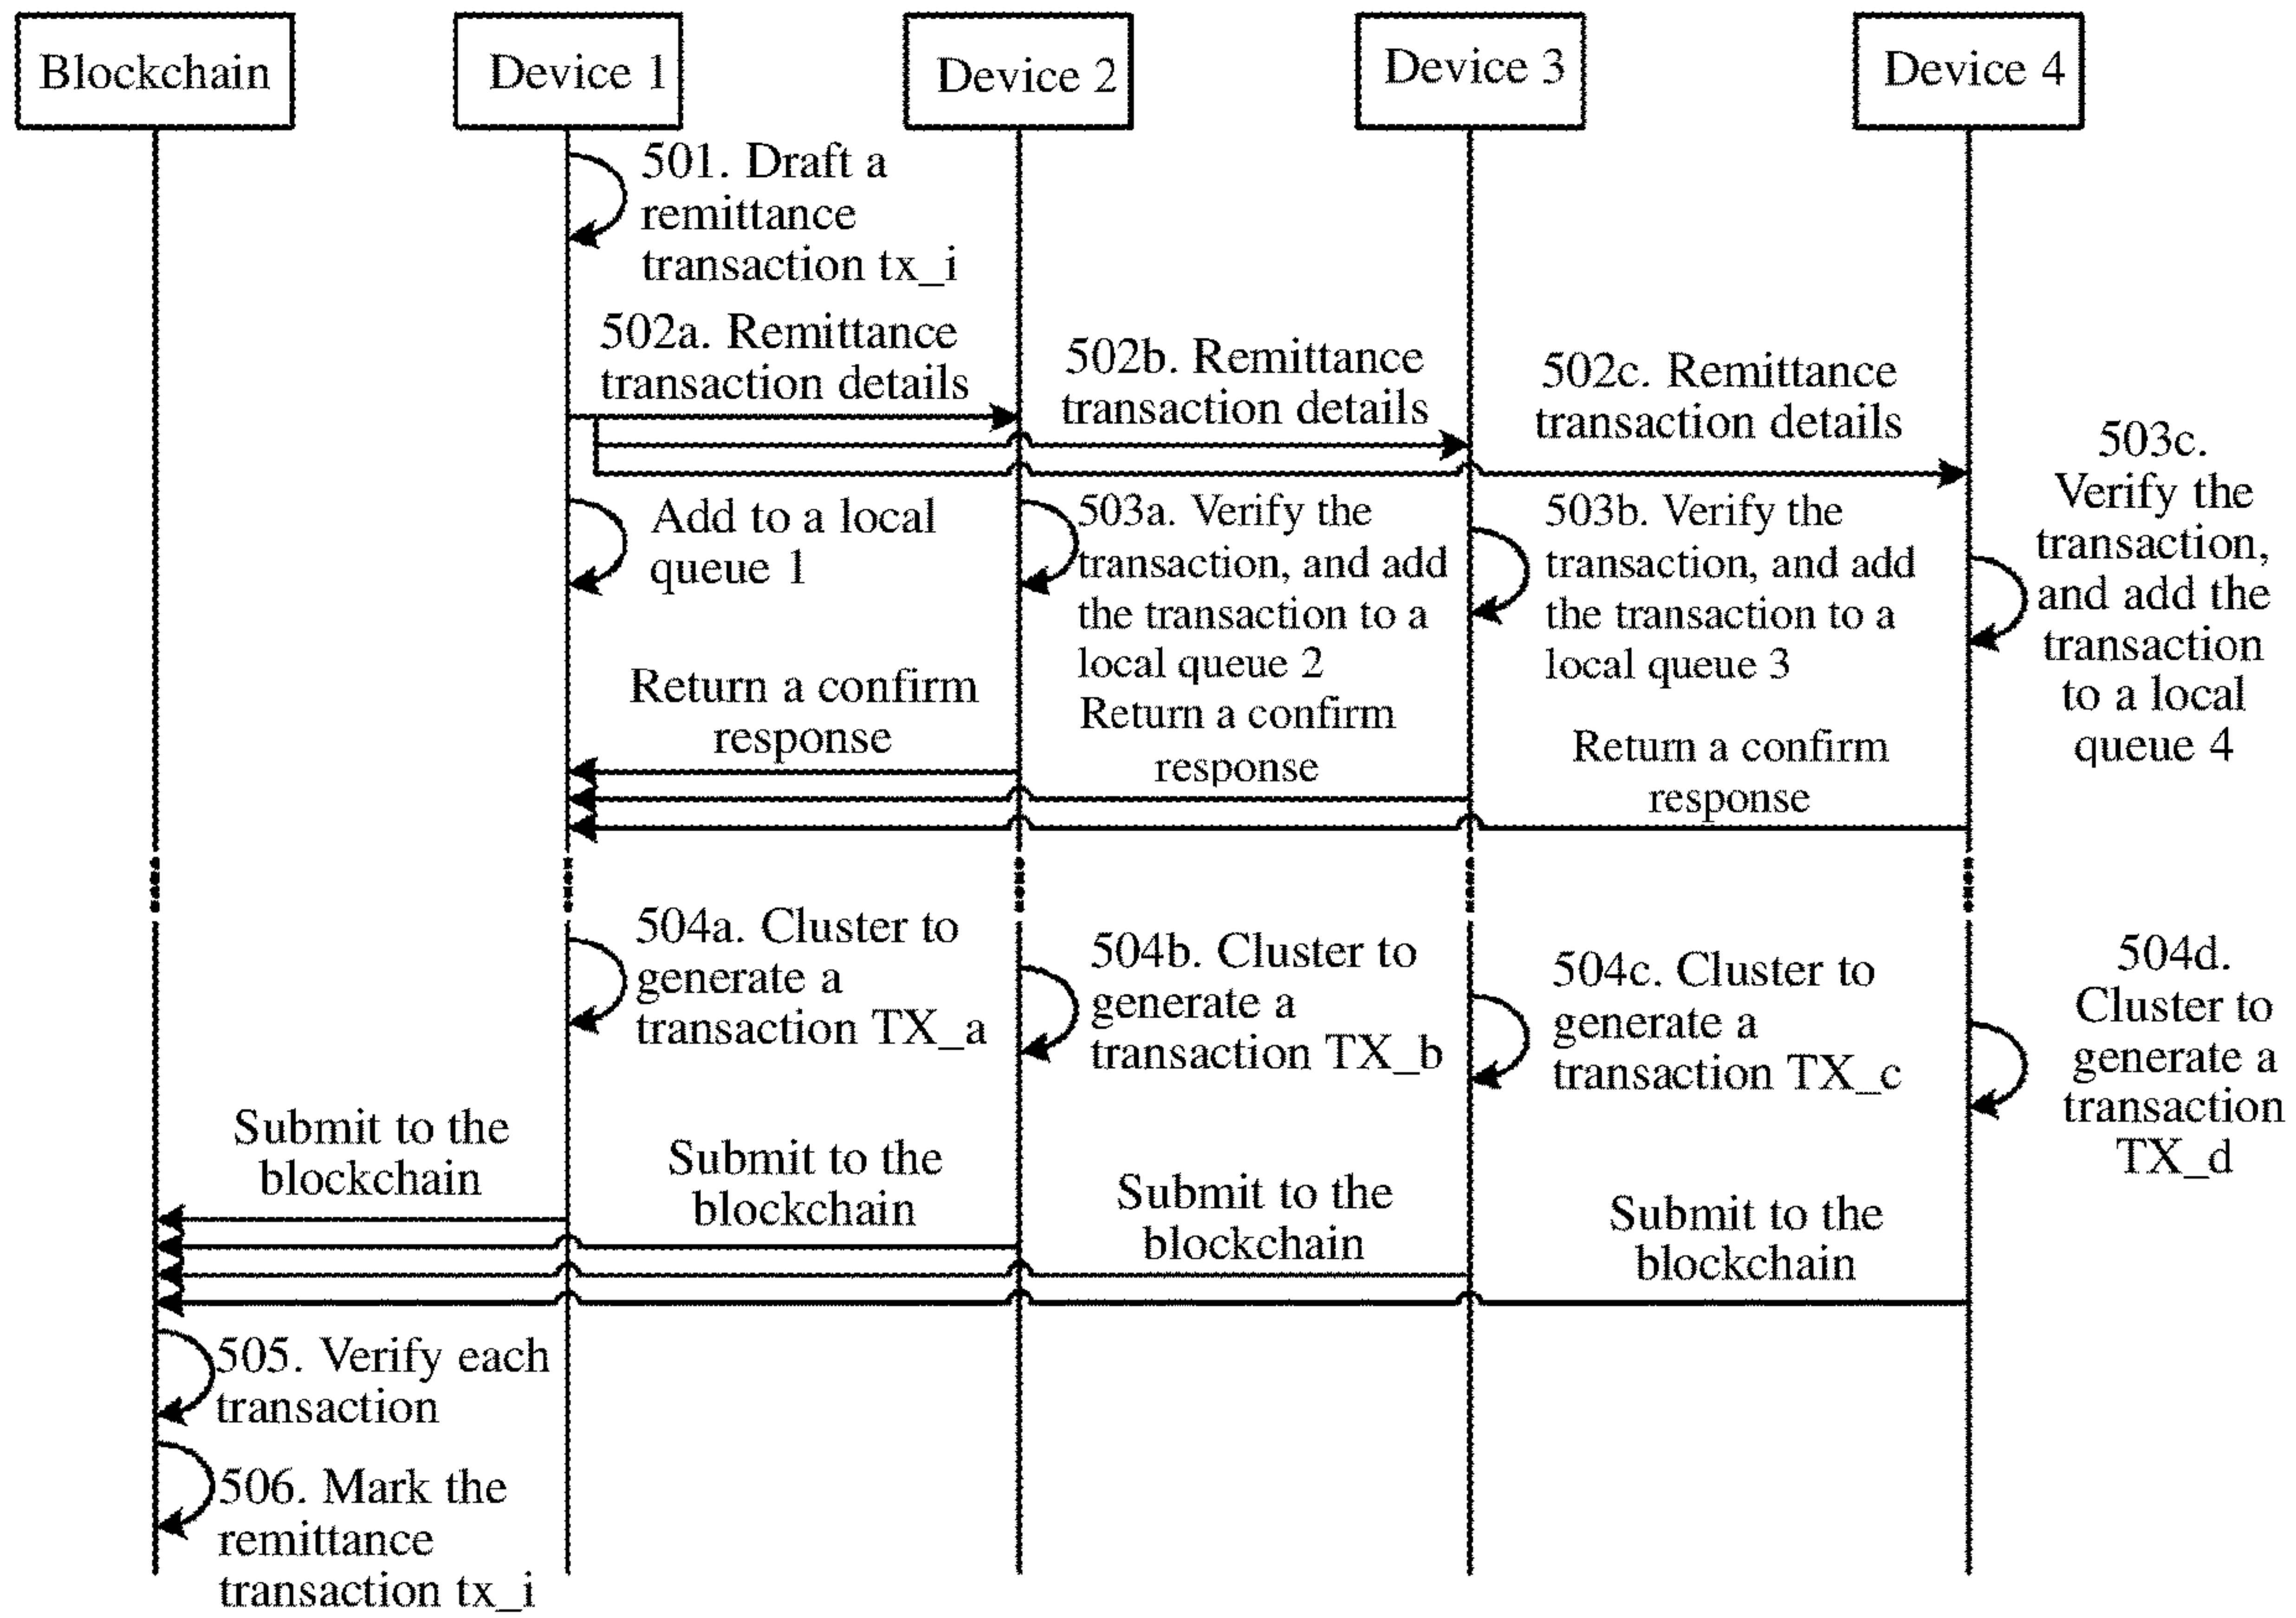 Blockchain
Device 1
Device 2
Device 3
Device 4
501. Draft a
remittance
transaction tx_i
502a. Remittance
transaction details
502b. Remittance
transaction details
502c. Remittance
transaction details
503c.
Verify the
transaction,
and add the
transaction
to a local
queue 4
Add to a local
queue 1
503a. Verify the
transaction, and add
the transaction to a
local queue 2
503b. Verify the
transaction, and add
the transaction to a
local queue 3
Return a confirm
response
Return a confirm
response
Return a confirm
response
504a. Cluster to
generate a
transaction TX_a
504b. Cluster to
generate a
transaction TX_b
504c. Cluster to
generate a
transaction TX_c
504d.
Cluster to
generate a
transaction
TX_d
Submit to the
blockchain
Submit to the
blockchain
Submit to the
blockchain
Submit to the
blockchain
505. Verify each
transaction
506. Mark the
remittance
transaction tx_i